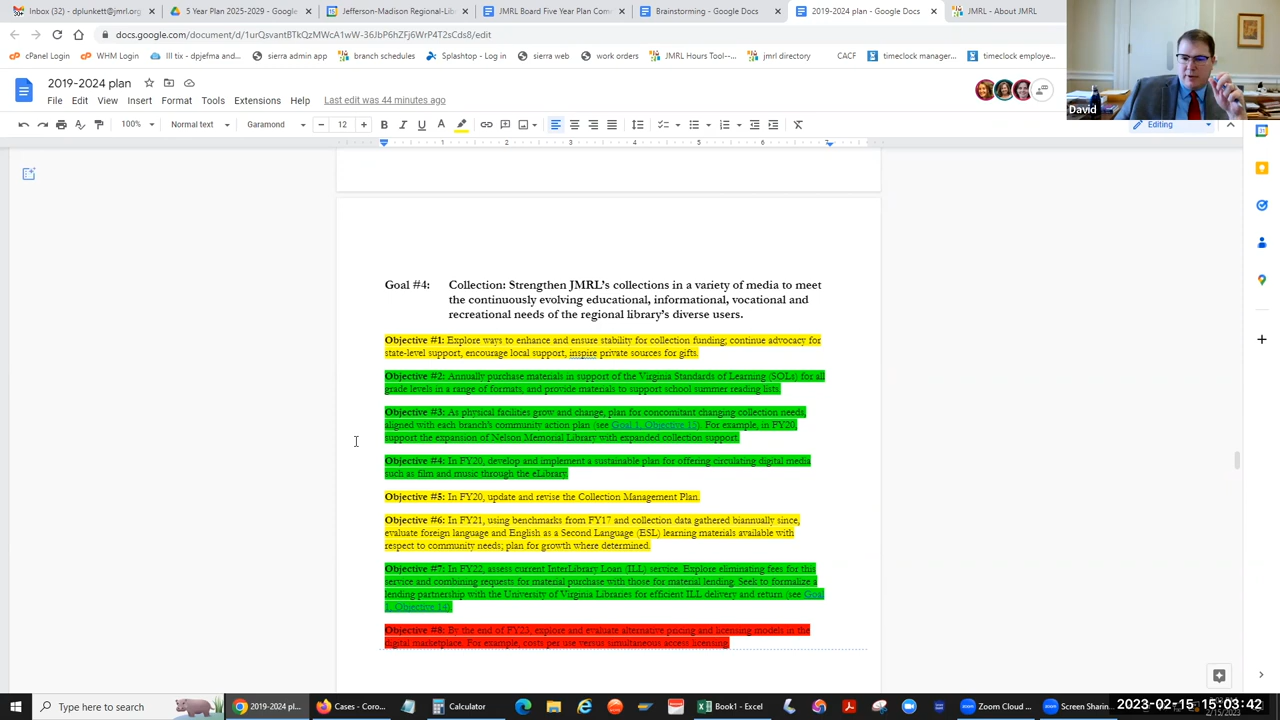 Inbox (32) - dplunkett@jmrl.org
5 Year Plan 2025-2029 - Google
Jefferson-Madison Regional-Lib
JMRL Board Five Year Plan Com
Brainstorming - Google Docs
2019-2024 plan - Google Docs
JMRL - About JMRL
docs.google.com/document/d/1urQsvantBTkQzMWcA1wW-36JbP6hZFj6WrP4T2sCds8/edit
cPanel Login
WHM Login
III fix - dpjefma and...
sierra admin app
branch schedules
Splashtop - Log in
sierra web
work orders
JMRL Hours Tool--...
jmrl directory
CACF
timeclock manager...
timeclock employe...
2019-2024 plan
File Edit View Insert Format Tools Extensions Help Last edit was 44 minutes ago
David
100% Normal text Garamond 12 Editing
1 2 3 4 5 6 7
Goal #4: Collection: Strengthen JMRL's collections in a variety of media to meet
the continuously evolving educational, informational, vocational and
recreational needs of the regional library's diverse users.
Objective #1: Explore ways to enhance and ensure stability for collection funding; continue advocacy for
state-level support, encourage local support, inspire private sources for gifts.
Objective #2: Annually purchase materials in support of the Virginia Standards of Learning (SOLs) for all
grade levels in a range of formats, and provide materials to support school summer reading lists.
Objective #3: As physical facilities grow and change, plan for concomitant changing collection needs,
aligned with each branch's community action plan (see Goal 1, Objective 15). For example, in FY20,
support the expansion of Nelson Memorial Library with expanded collection support.
Objective #4: In FY20, develop and implement a sustainable plan for offering circulating digital media
such as film and music through the eLibrary.
Objective #5: In FY20, update and revise the Collection Management Plan.
Objective #6: In FY21, using benchmarks from FY17 and collection data gathered biannually since,
evaluate foreign language and English as a Second Language (ESL) learning materials available with
respect to community needs; plan for growth where determined.
Objective #7: In FY22, assess current InterLibrary Loan (ILL) service. Explore eliminating fees for this
service and combining requests for material purchase with those for material lending. Seek to formalize a
lending partnership with the University of Virginia Libraries for efficient ILL delivery and return (see Goal
1, Objective 14).
Objective #8: By the end of FY23, explore and evaluate alternative pricing and licensing models in the
digital marketplace. For example, costs per use versus simultaneous access licensing.
Type here to search
2019-2024 pl...
Cases - Coro...
Calculator
Book1 - Excel
Zoom Cloud ...
Screen Sharin...
2023-02-15 15:03:42